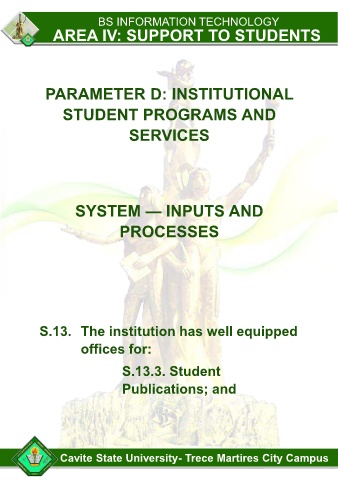 BS INFORMATION TECHNOLOGY
AREA IV: SUPPORT TO STUDENTS
PARAMETER D: INSTITUTIONAL
STUDENT PROGRAMS AND
SERVICES
SYSTEM — INPUTS AND
PROCESSES
S.13. The institution has well equipped
offices for:
S.13.3. Student
Publications; and
Cavite State University- Trece Martires City Campus